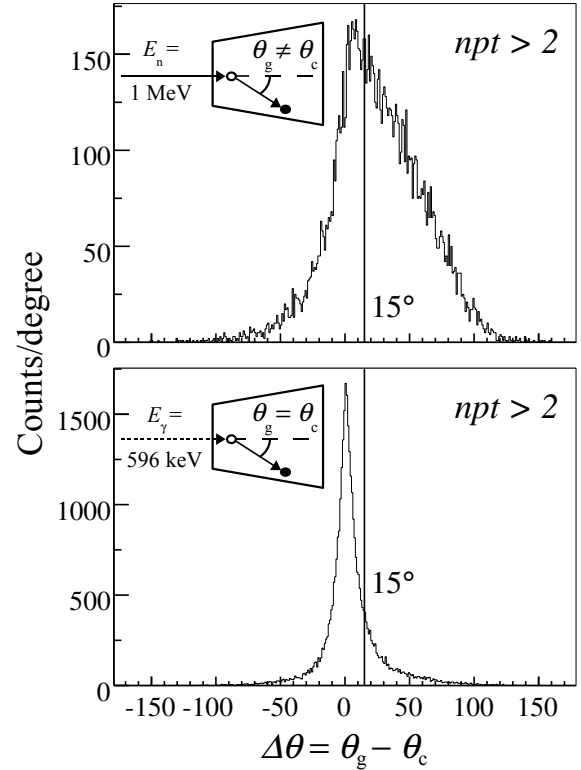 Counts/degree
150
100
50
0
E_n =
1 MeV
θ_g ≠ θ_c
npt > 2
15°
1500
1000
500
0
E_γ =
596 keV
θ_g = θ_c
npt > 2
15°
-150 -100 -50 0 50 100 150
Δθ = θ_g − θ_c